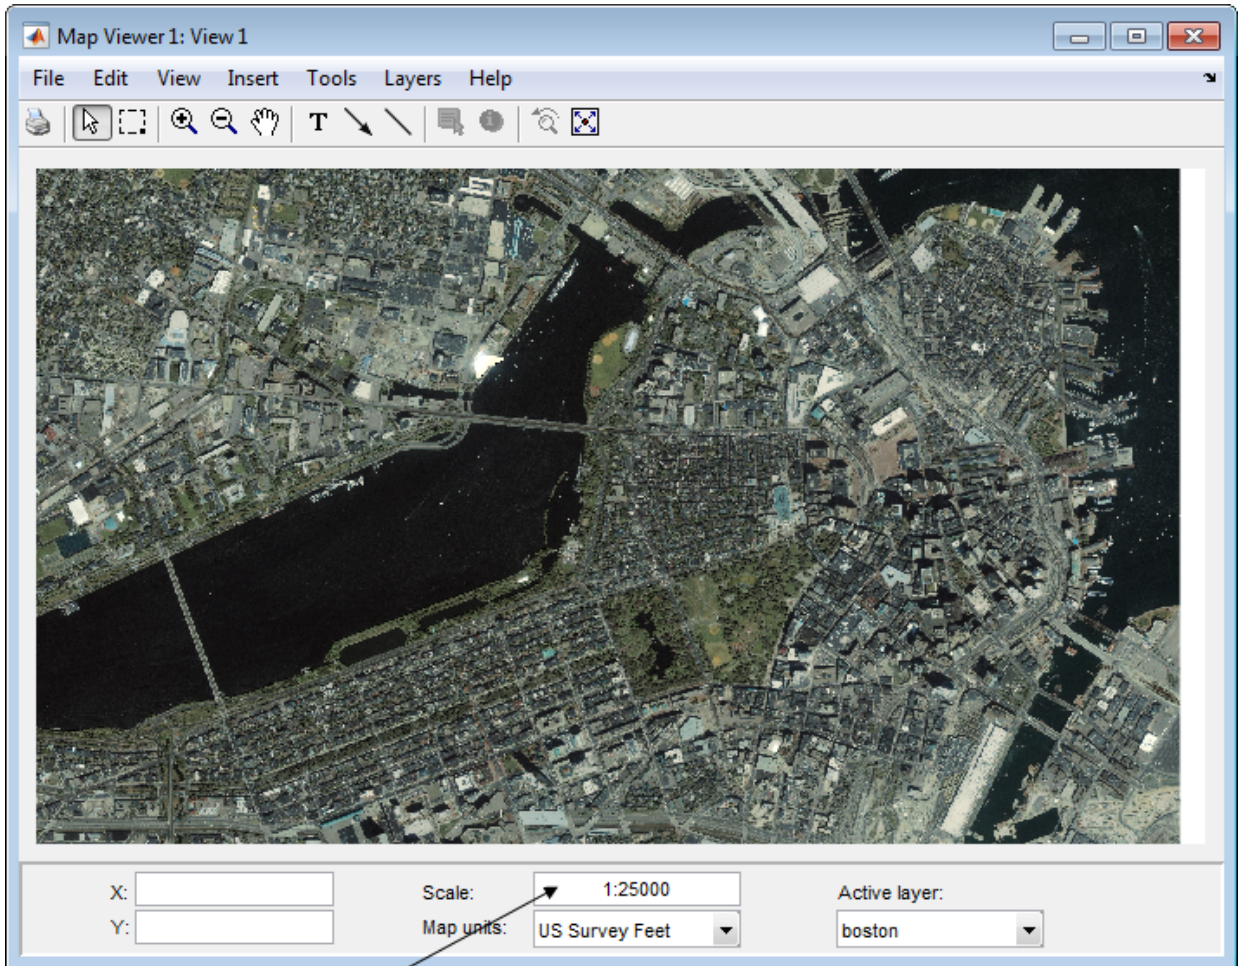 Map Viewer 1: View 1
File Edit View Insert Tools Layers Help
T
X:
Scale: 1:25000
Active layer:
Y:
Map units: US Survey Feet
boston